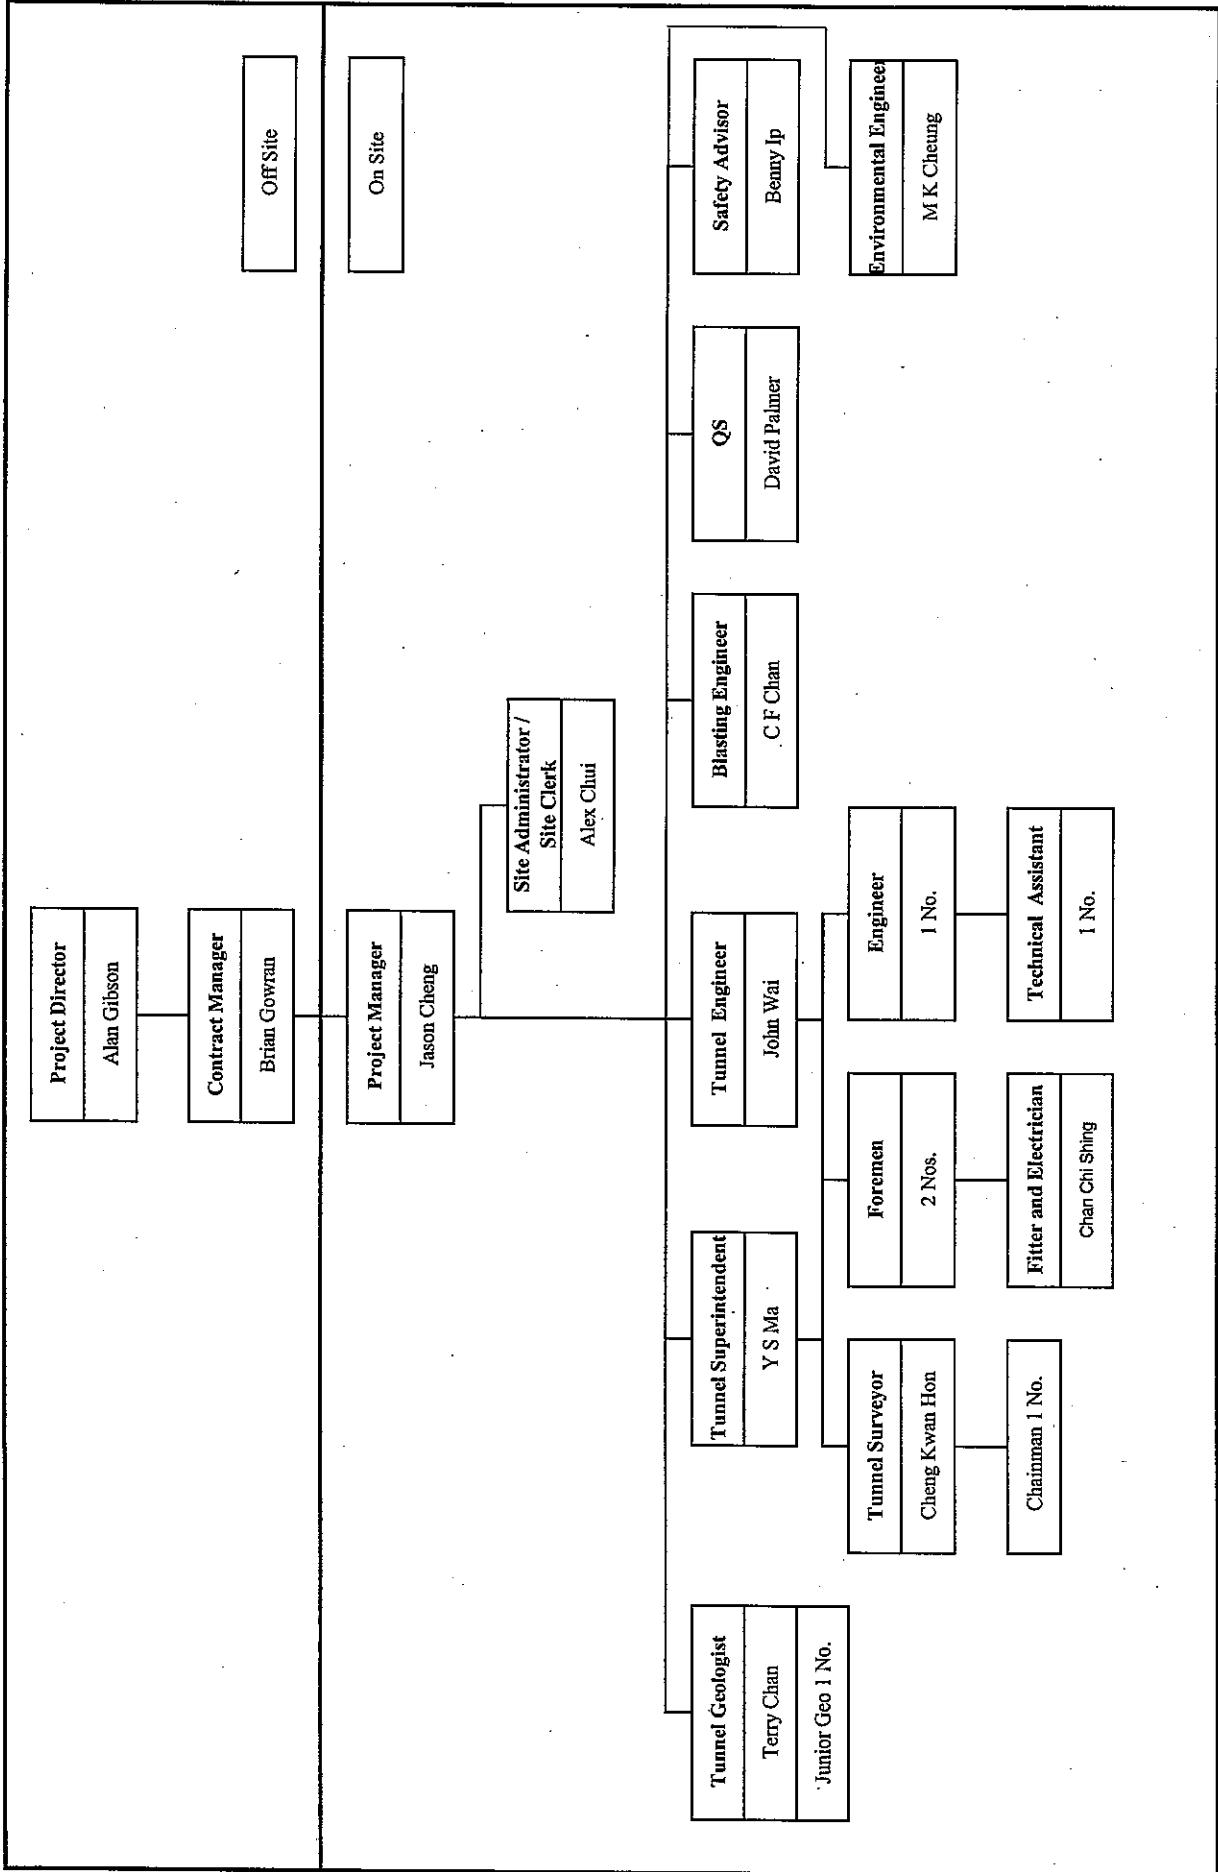 Off Site
On Site
Project Director
Alan Gibson
Contract Manager
Brian Gowran
Project Manager
Jason Cheng
Site Administrator /
Site Clerk
Alex Chui
Tunnel Geologist
Terry Chan
Junior Geo 1 No.
Tunnel Superintendent
Y S Ma
Tunnel Engineer
John Wai
Blasting Engineer
C F Chan
QS
David Palmer
Safety Advisor
Benny Ip
Environmental Engineer
M K Cheung
Tunnel Surveyor
Cheng Kwan Hon
Foremen
2 Nos.
Engineer
1 No.
Chainman 1 No.
Fitter and Electrician
Chan Chi Shing
Technical Assistant
1 No.